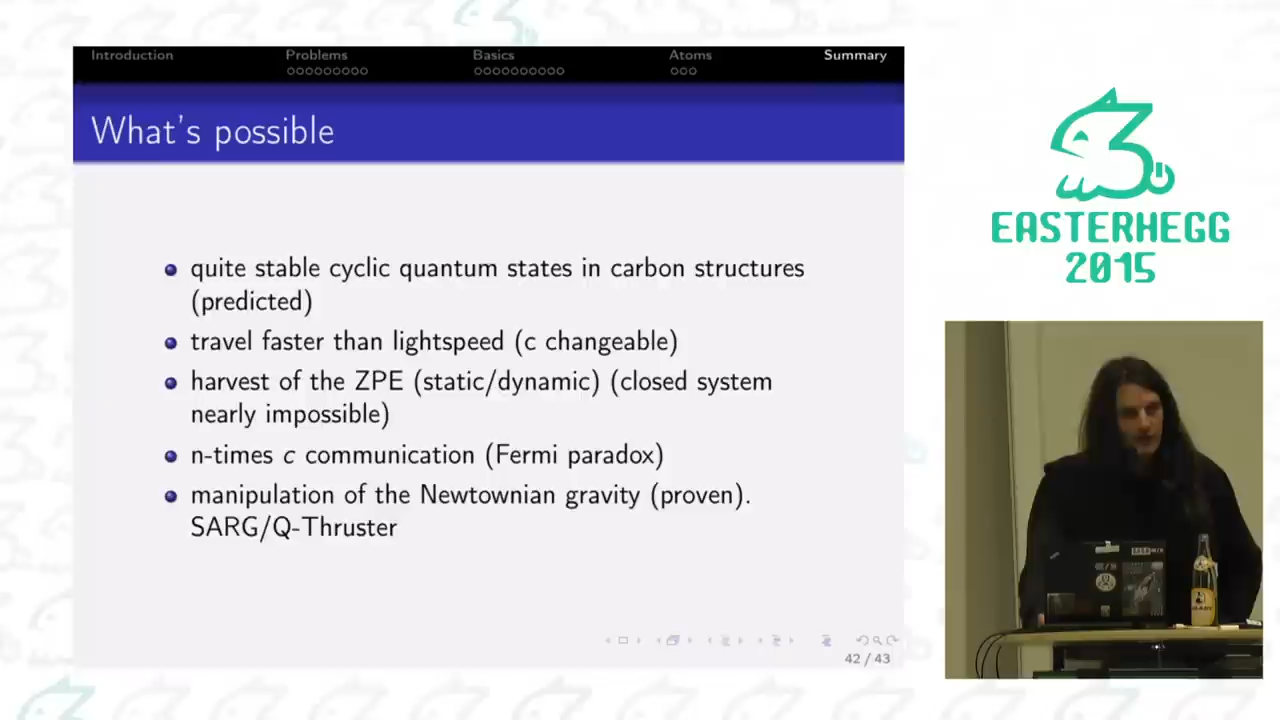 Introduction Problems Basics Atoms Summary
What's possible
quite stable cyclic quantum states in carbon structures
(predicted)
travel faster than lightspeed (c changeable)
harvest of the ZPE (static/dynamic) (closed system
nearly impossible)
n-times c communication (Fermi paradox)
manipulation of the Newtownian gravity (proven).
SARG/Q-Thruster
42 / 43
EASTERHEGG
2015